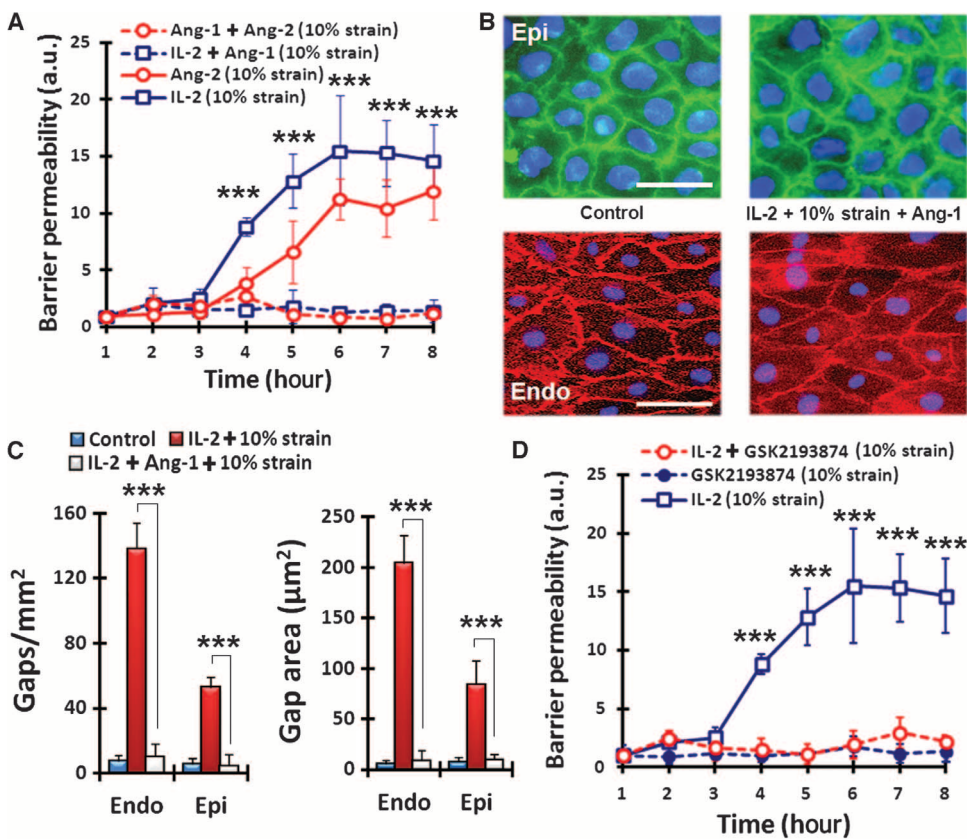 A
Ang-1 + Ang-2 (10% strain)
IL-2 + Ang-1 (10% strain)
Ang-2 (10% strain)
IL-2 (10% strain)
Barrier permeability (a.u.)
25
20
15
10
5
0
***
***
***
***
***
1 2 3 4 5 6 7 8
Time (hour)
B
Epi
Control
IL-2 + 10% strain + Ang-1
Endo
C
Control
IL-2 + 10% strain
IL-2 + Ang-1 + 10% strain
Gaps/mm²
160
120
80
40
0
***
***
Endo
Epi
Gap area (µm²)
250
200
150
100
50
0
***
***
Endo
Epi
D
IL-2 + GSK2193874 (10% strain)
GSK2193874 (10% strain)
IL-2 (10% strain)
Barrier permeability (a.u.)
25
20
15
10
5
0
***
***
***
***
***
1 2 3 4 5 6 7 8
Time (hour)